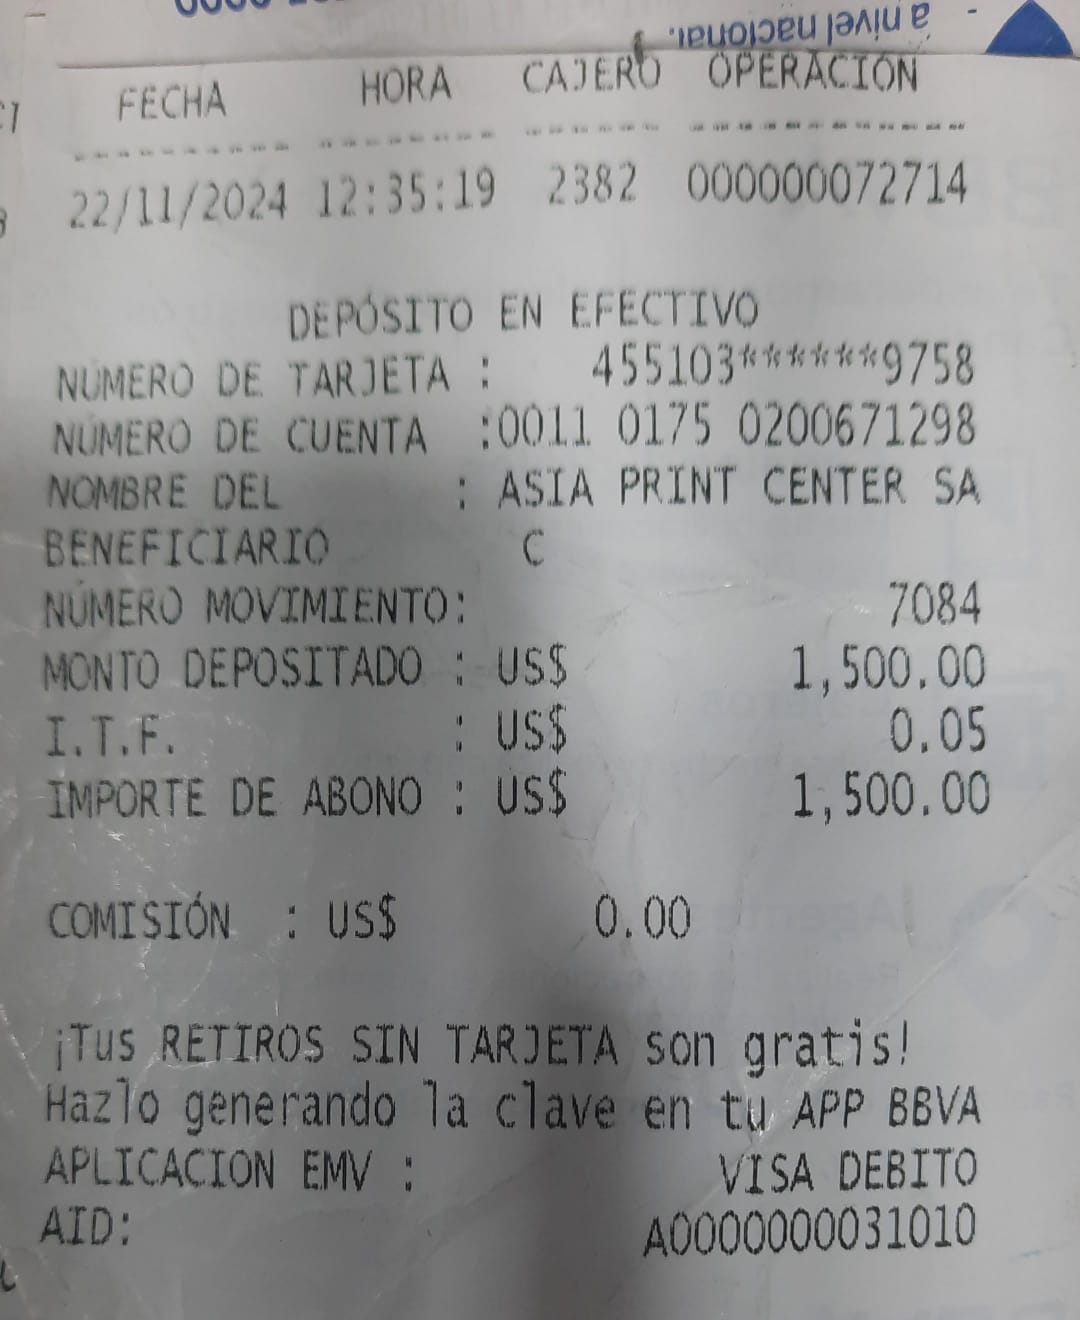 a nivel nacional.
FECHA HORA CAJERO OPERACIÓN
22/11/2024 12:35:19 2382 000000072714
DEPÓSITO EN EFECTIVO
NÚMERO DE TARJETA : 455103******9758
NÚMERO DE CUENTA :0011 0175 0200671298
NOMBRE DEL : ASIA PRINT CENTER SA
BENEFICIARIO C
NÚMERO MOVIMIENTO: 7084
MONTO DEPOSITADO : US$ 1,500.00
I.T.F. : US$ 0.05
IMPORTE DE ABONO : US$ 1,500.00
COMISIÓN : US$ 0.00
¡Tus RETIROS SIN TARJETA son gratis!
Hazlo generando la clave en tu APP BBVA
APLICACION EMV : VISA DEBITO
AID: A0000000031010